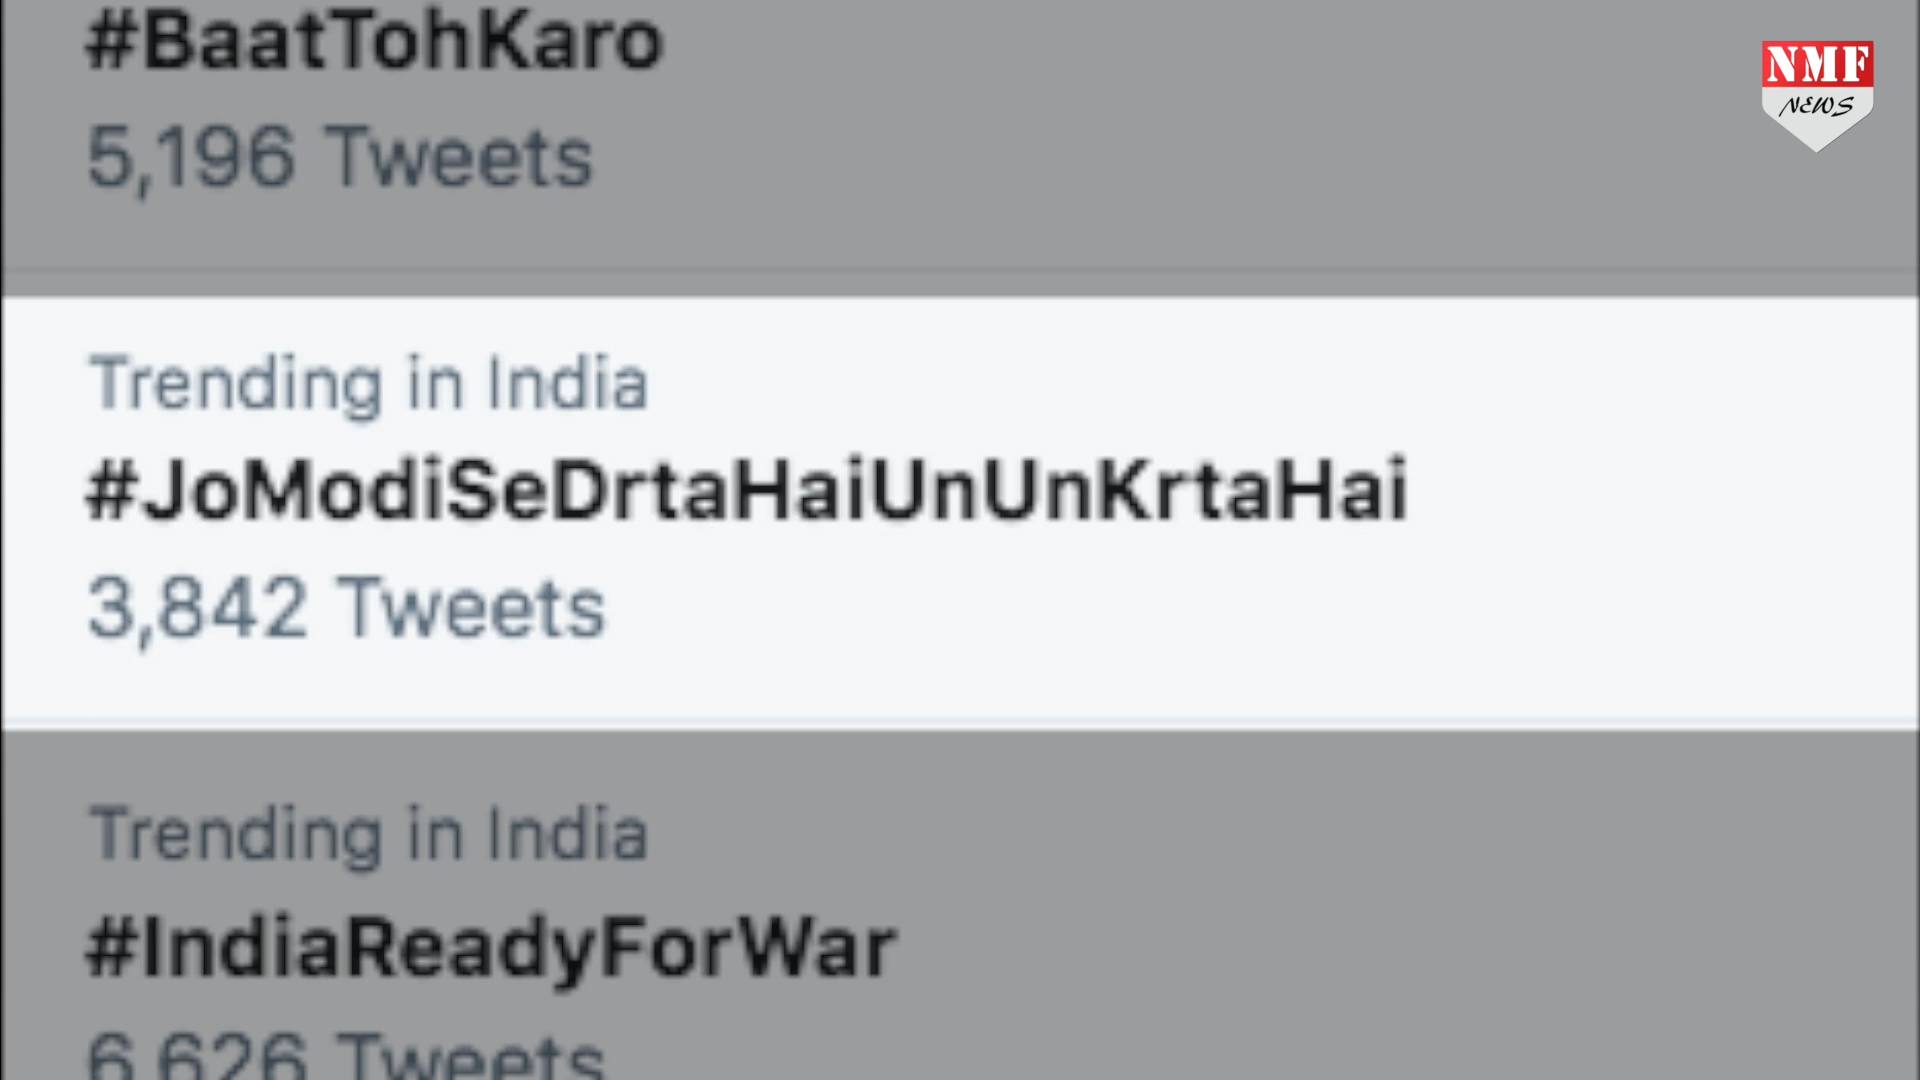 #BaatTohKaro
5,196 Tweets
NMF
NEWS
Trending in India
#JoModiSeDrtaHaiUnUnKrtaHai
3,842 Tweets
Trending in India
#IndiaReadyForWar
6,626 Tweets